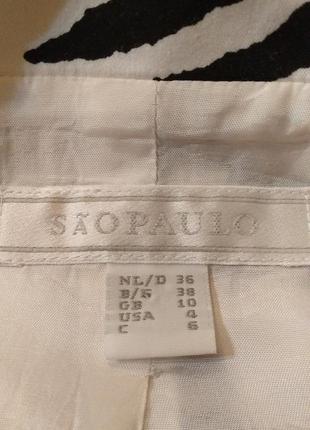 SÃOPAULO
NL/D 36
B/F 38
GB 10
USA 4
C 6